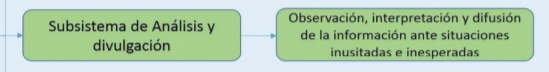 Subsistema de Análisis y
divulgación
Observación, interpretación y difusión
de la información ante situaciones
inusitadas e inesperadas